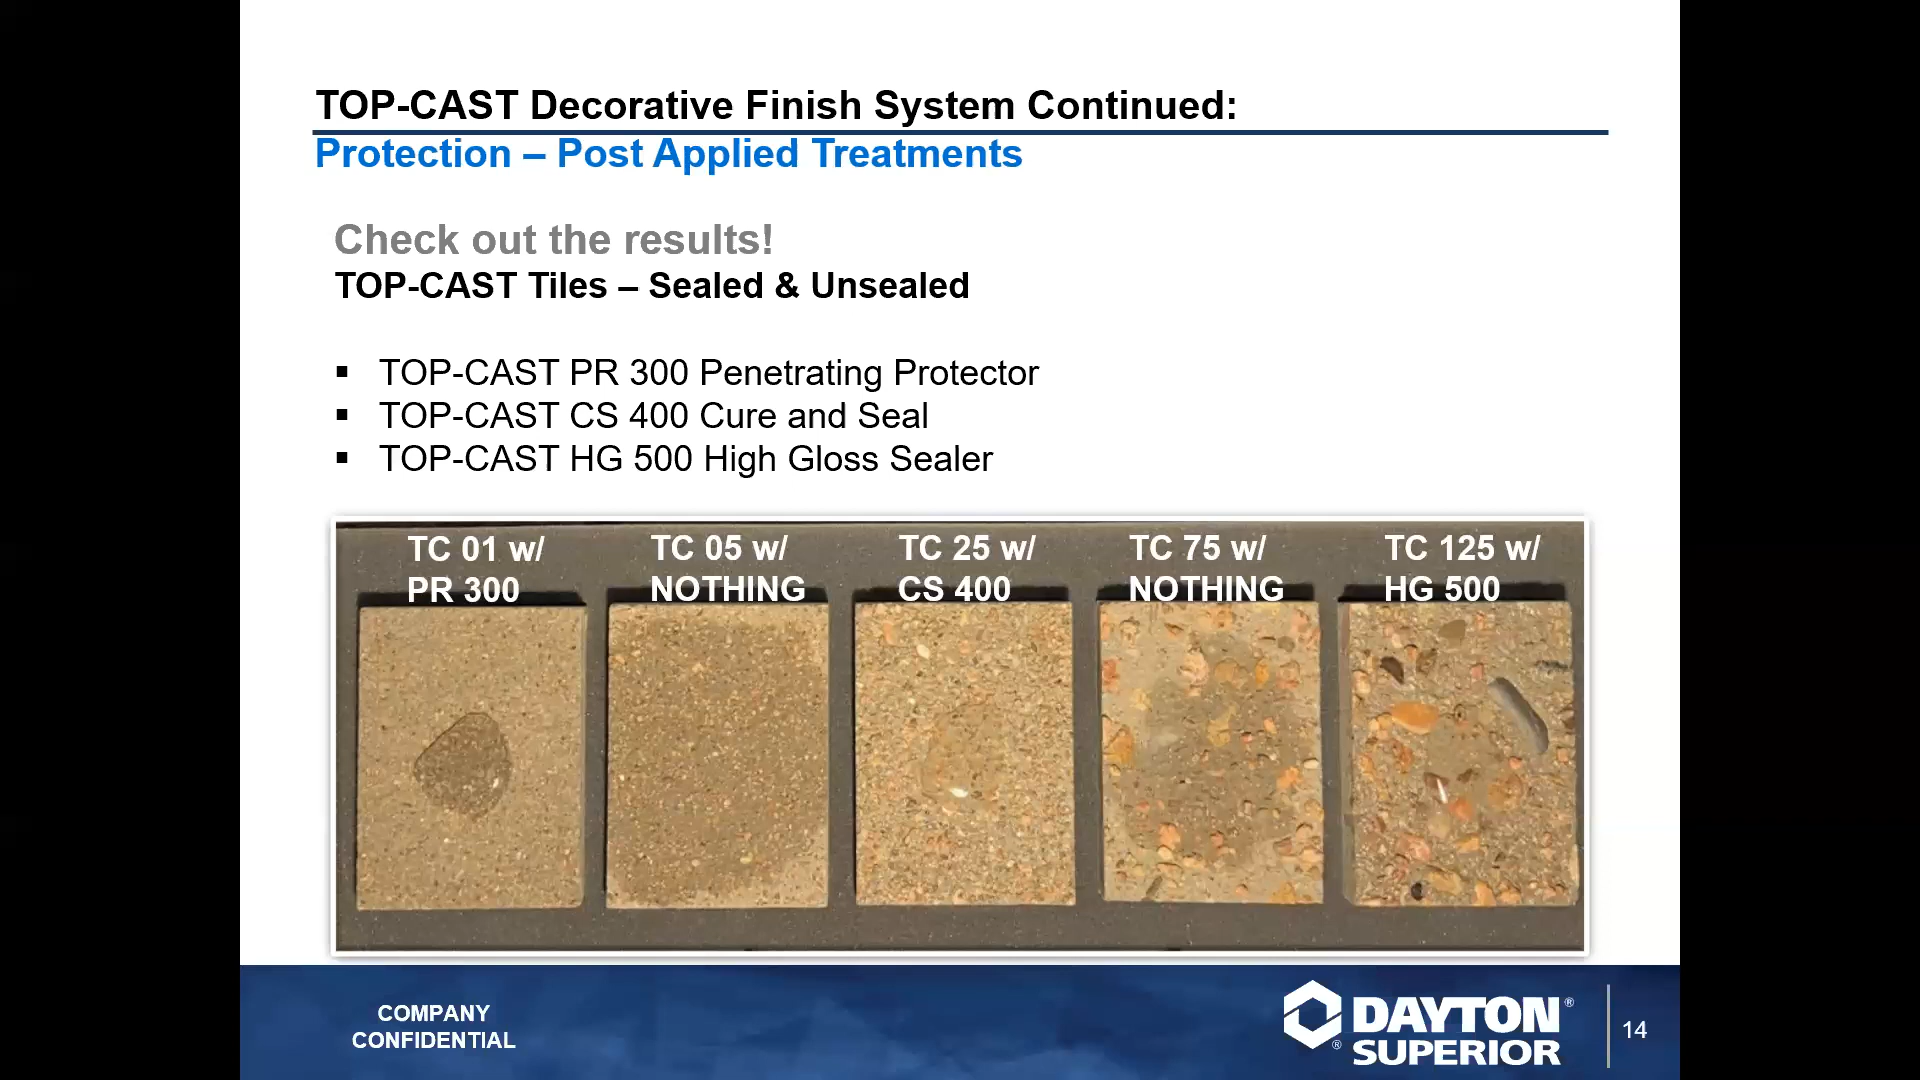 TOP-CAST Decorative Finish System Continued:
Protection – Post Applied Treatments
Check out the results!
TOP-CAST Tiles – Sealed & Unsealed
▪ TOP-CAST PR 300 Penetrating Protector
▪ TOP-CAST CS 400 Cure and Seal
▪ TOP-CAST HG 500 High Gloss Sealer
TC 01 w/
PR 300
TC 05 w/
NOTHING
TC 25 w/
CS 400
TC 75 w/
NOTHING
TC 125 w/
HG 500
COMPANY
CONFIDENTIAL
® DAYTON ®
SUPERIOR
14